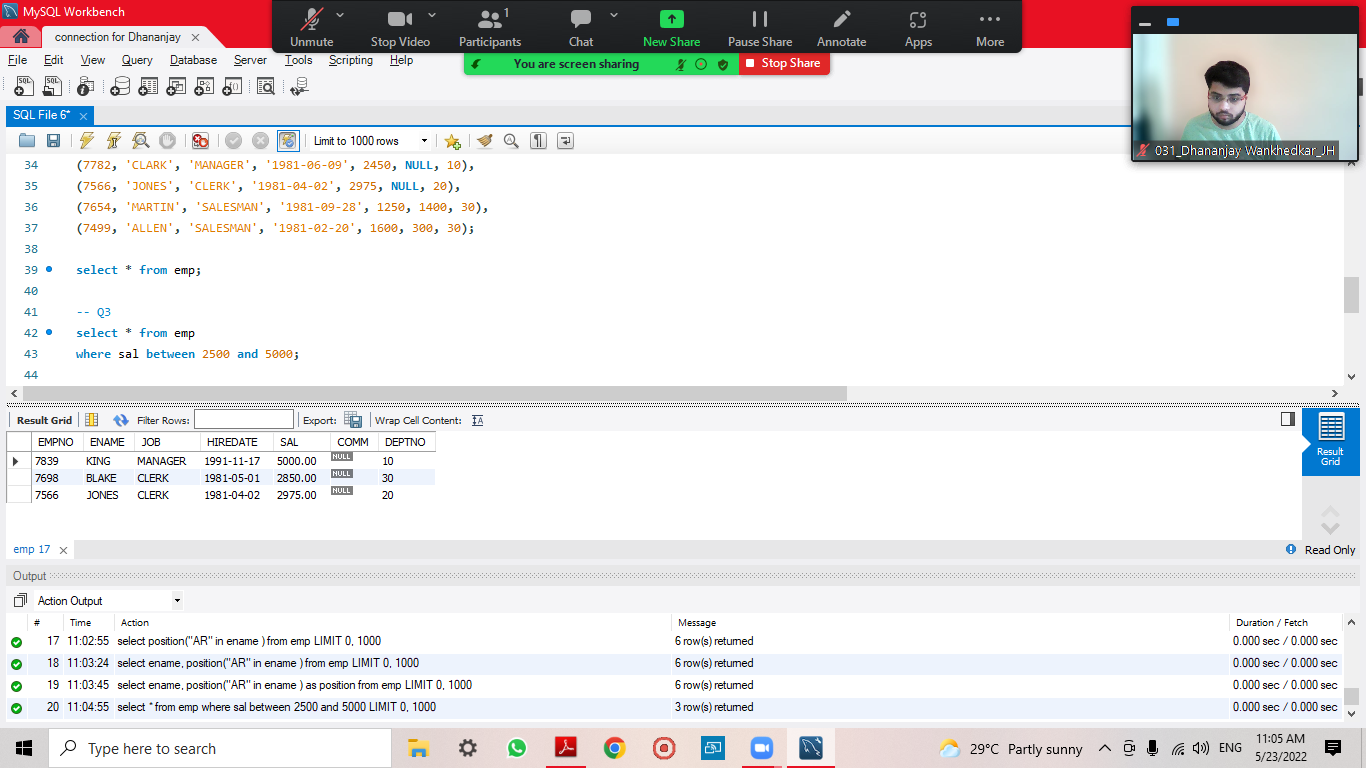 MySQL Workbench
connection for Dhananjay
Unmute Stop Video Participants 1 Chat New Share Pause Share Annotate Apps More
You are screen sharing Stop Share
031_Dhananjay Wankhedkar_JH
File Edit View Query Database Server Tools Scripting Help
SQL File 6*
Limit to 1000 rows
34 (7782, 'CLARK', 'MANAGER', '1981-06-09', 2450, NULL, 10),
35 (7566, 'JONES', 'CLERK', '1981-04-02', 2975, NULL, 20),
36 (7654, 'MARTIN', 'SALESMAN', '1981-09-28', 1250, 1400, 30),
37 (7499, 'ALLEN', 'SALESMAN', '1981-02-20', 1600, 300, 30);
38
39 select * from emp;
40
41 -- Q3
42 select * from emp
43 where sal between 2500 and 5000;
44
Result Grid Filter Rows: Export: Wrap Cell Content:
EMPNO ENAME JOB HIREDATE SAL COMM DEPTNO
7839 KING MANAGER 1991-11-17 5000.00 NULL 10
7698 BLAKE CLERK 1981-05-01 2850.00 NULL 30
7566 JONES CLERK 1981-04-02 2975.00 NULL 20
Result
Grid
emp 17
Read Only
Output
Action Output
# Time Action Message Duration / Fetch
17 11:02:55 select position("AR" in ename ) from emp LIMIT 0, 1000 6 row(s) returned 0.000 sec / 0.000 sec
18 11:03:24 select ename, position("AR" in ename ) from emp LIMIT 0, 1000 6 row(s) returned 0.000 sec / 0.000 sec
19 11:03:45 select ename, position("AR" in ename ) as position from emp LIMIT 0, 1000 6 row(s) returned 0.000 sec / 0.000 sec
20 11:04:55 select * from emp where sal between 2500 and 5000 LIMIT 0, 1000 3 row(s) returned 0.000 sec / 0.000 sec
Type here to search
29°C Partly sunny
ENG
11:05 AM
5/23/2022